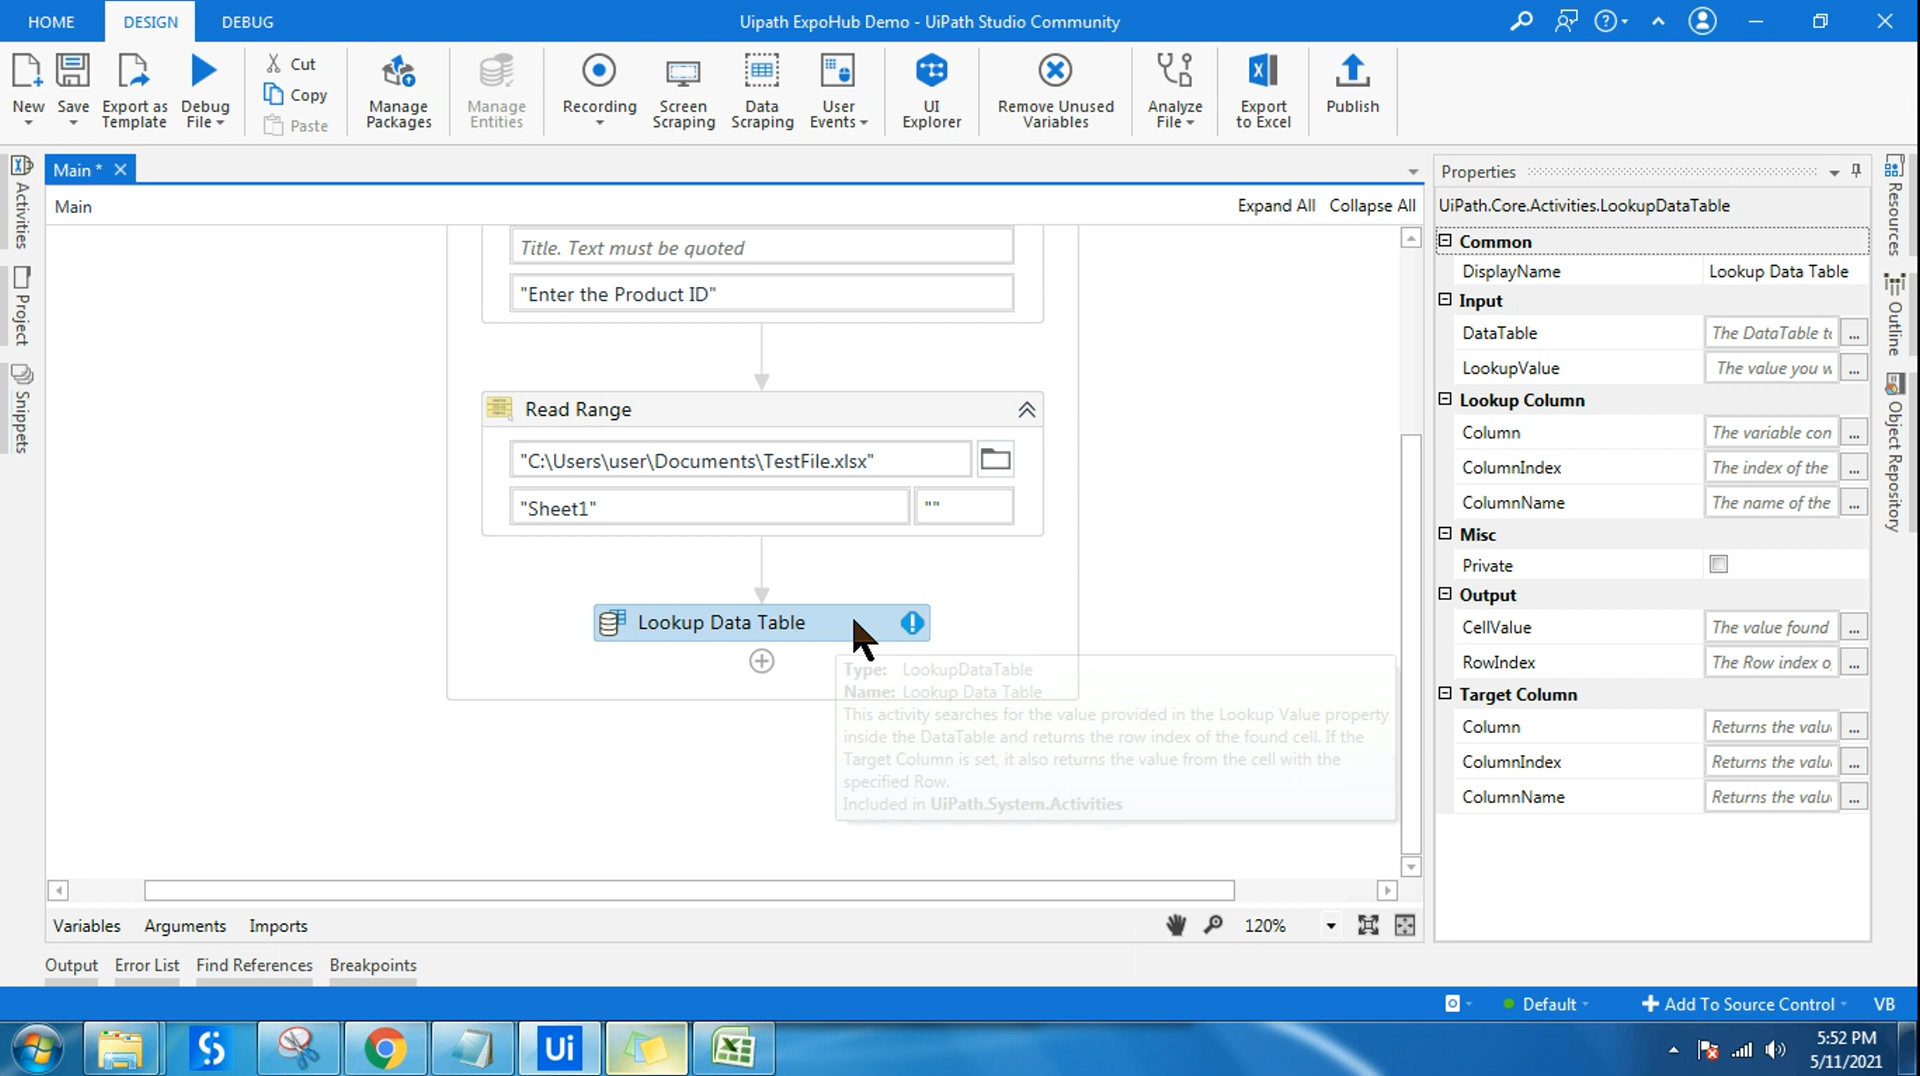 HOME DESIGN DEBUG
Uipath ExpoHub Demo - UiPath Studio Community
New
Save
Export as
Template
Debug
File
Cut
Copy
Paste
Manage
Packages
Manage
Entities
Recording
Screen
Scraping
Data
Scraping
User
Events
UI
Explorer
Remove Unused
Variables
Analyze
File
Export
to Excel
Publish
Activities
Project
Snippets
Main *
Main
Expand All Collapse All
Title. Text must be quoted
"Enter the Product ID"
Read Range
"C:\Users\user\Documents\TestFile.xlsx"
"Sheet1" ""
Lookup Data Table
Type: LookupDataTable
Name: Lookup Data Table
This activity searches for the value provided in the Lookup Value property
inside the DataTable and returns the row index of the found cell. If the
Target Column is set, it also returns the value from the cell with the
specified Row.
Included in UiPath.System.Activities
Variables Arguments Imports
120%
Output Error List Find References Breakpoints
Properties
UiPath.Core.Activities.LookupDataTable
Common
DisplayName Lookup Data Table
Input
DataTable The DataTable to ...
LookupValue The value you w ...
Lookup Column
Column The variable con ...
ColumnIndex The index of the ...
ColumnName The name of the ...
Misc
Private
Output
CellValue The value found ...
RowIndex The Row index o ...
Target Column
Column Returns the valu ...
ColumnIndex Returns the valu ...
ColumnName Returns the valu ...
Resources
Outline
Object Repository
Default Add To Source Control VB
Ui
5:52 PM
5/11/2021